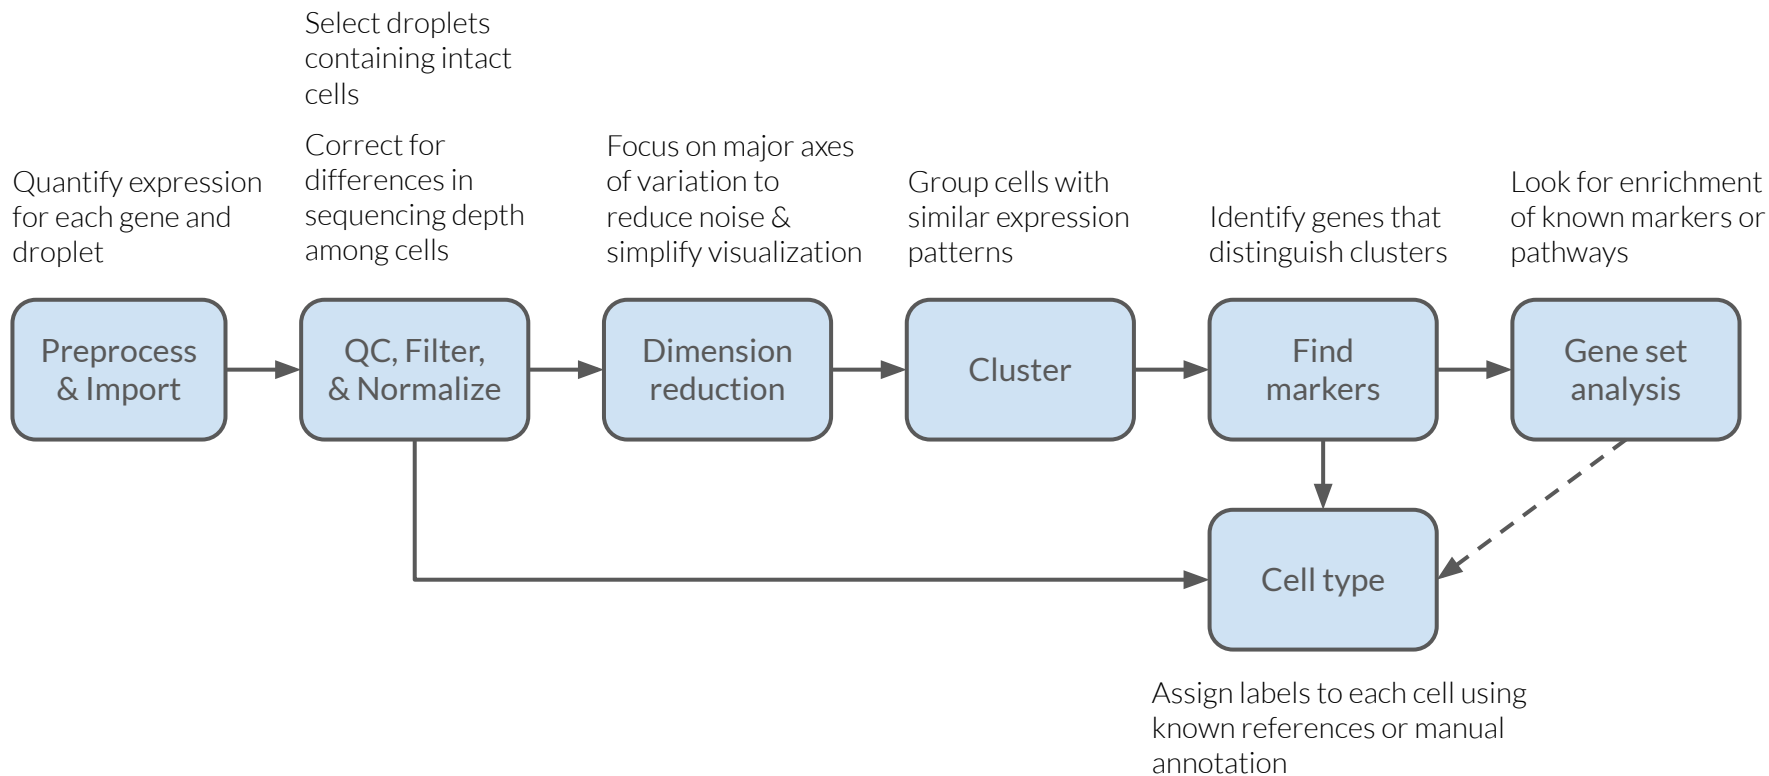 Select droplets
containing intact
cells
Correct for
differences in
sequencing depth
among cells
Quantify expression
for each gene and
droplet
Focus on major axes
of variation to
reduce noise &
simplify visualization
Group cells with
similar expression
patterns
Identify genes that
distinguish clusters
Look for enrichment
of known markers or
pathways
Preprocess
& Import
QC, Filter,
& Normalize
Dimension
reduction
Cluster
Find
markers
Gene set
analysis
Cell type
Assign labels to each cell using
known references or manual
annotation